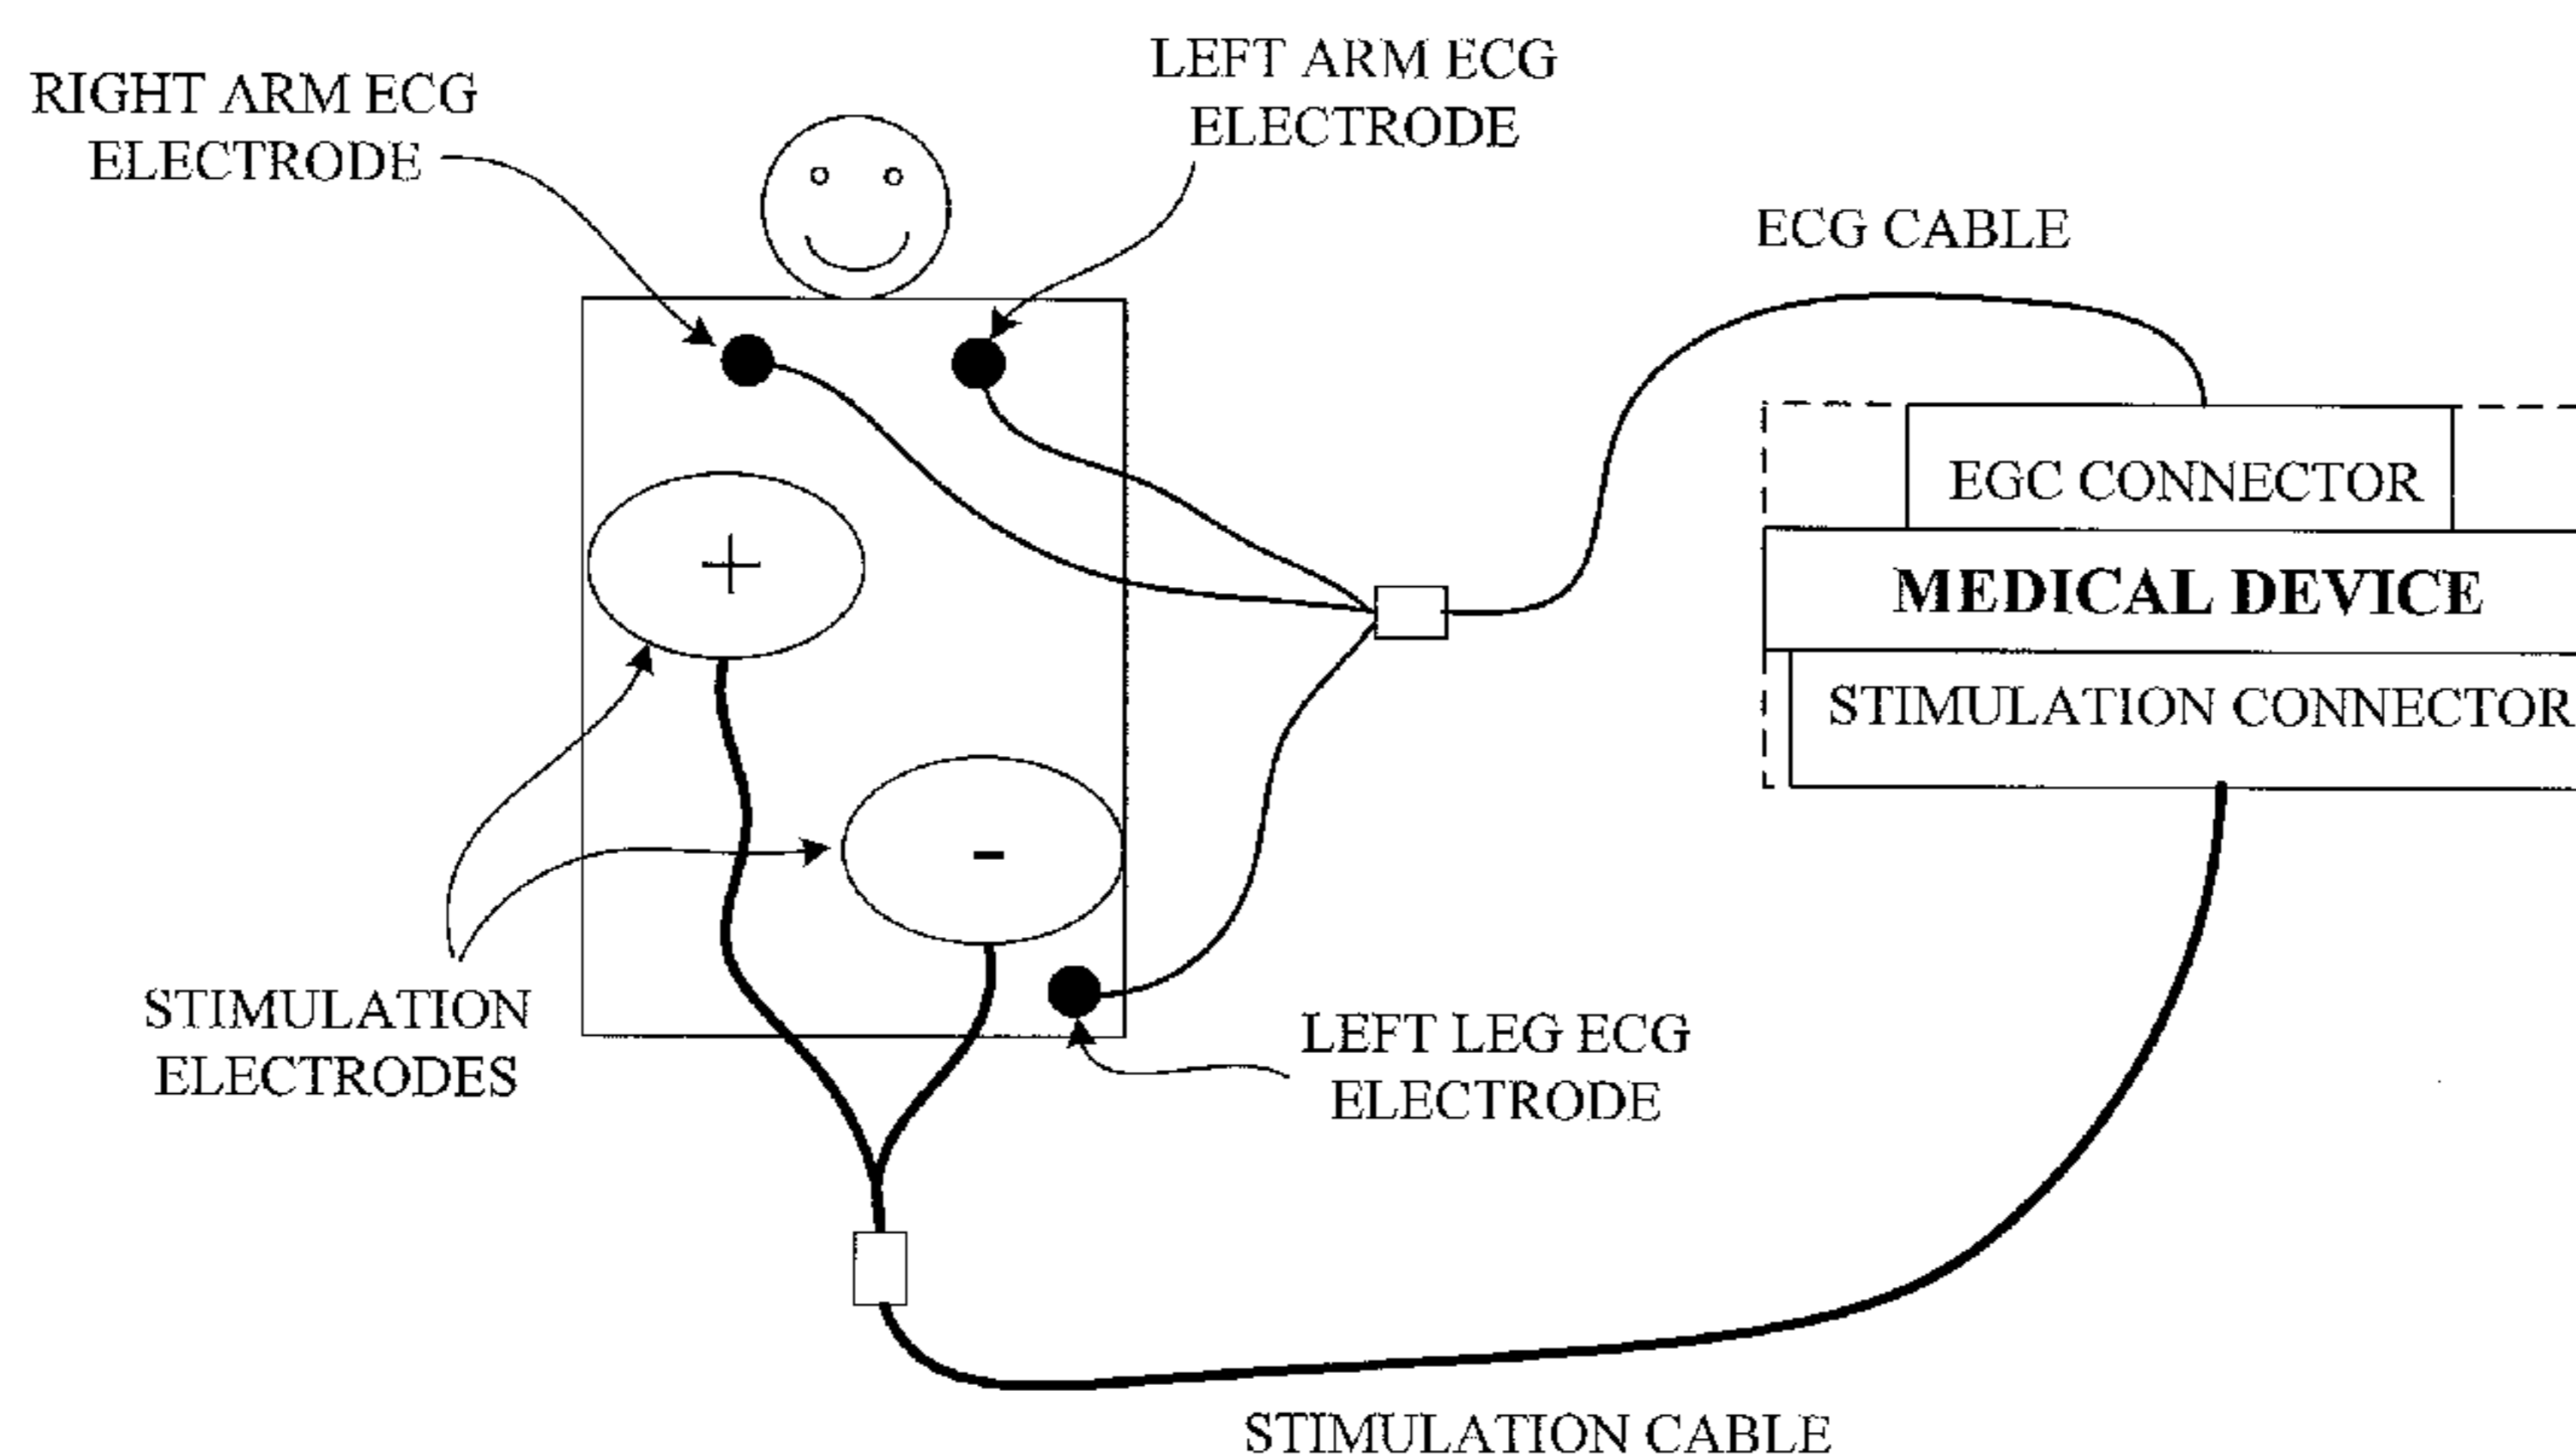 RIGHT ARM ECG
ELECTRODE
LEFT ARM ECG
ELECTRODE
ECG CABLE
EGC CONNECTOR
MEDICAL DEVICE
STIMULATION CONNECTOR
+
-
STIMULATION
ELECTRODES
LEFT LEG ECG
ELECTRODE
STIMULATION CABLE